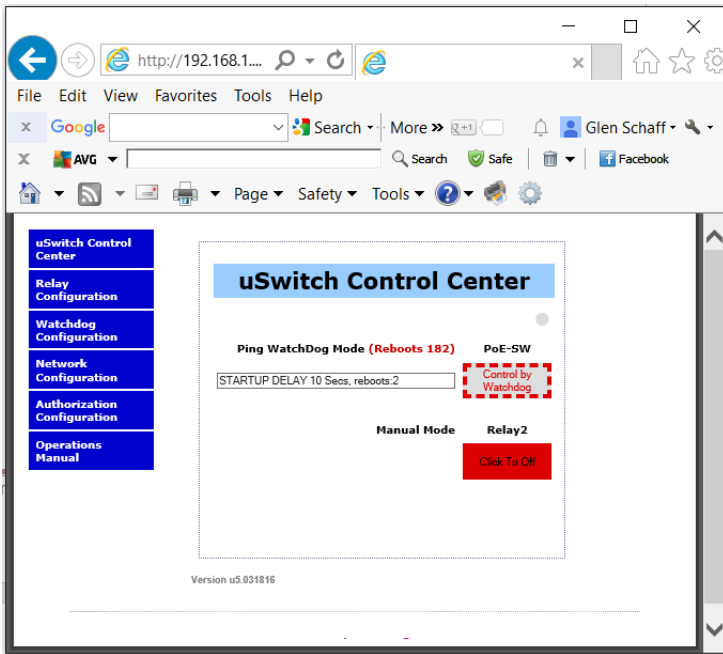 http://192.168.1....
File Edit View Favorites Tools Help
x Google Search More » g+1 Glen Schaff
x AVG Search Safe Facebook
Page Safety Tools
uSwitch Control
Center
Relay
Configuration
Watchdog
Configuration
Network
Configuration
Authorization
Configuration
Operations
Manual
uSwitch Control Center
Ping WatchDog Mode (Reboots 182) PoE-SW
STARTUP DELAY 10 Secs, reboots:2
Control by
Watchdog
Manual Mode Relay2
Click To Off
Version u5.031816